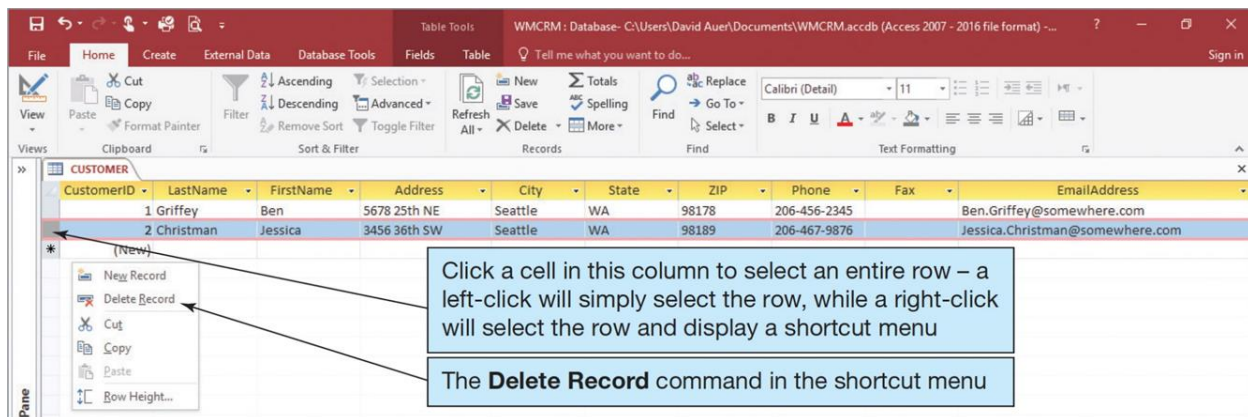 Table Tools WMCRM : Database- C:\Users\David Auer\Documents\WMCRM.accdb (Access 2007 - 2016 file format) -... ?
File Home Create External Data Database Tools Fields Table Tell me what you want to do... Sign in
View
Views
Paste
Cut
Copy
Format Painter
Clipboard
Filter
Ascending
Descending
Remove Sort
Selection
Advanced
Toggle Filter
Sort & Filter
Refresh
All
New
Save
Delete
Totals
Spelling
More
Records
Find
Replace
Go To
Select
Find
Calibri (Detail) 11
B I U A
Text Formatting
CUSTOMER
CustomerID LastName FirstName Address City State ZIP Phone Fax EmailAddress
1 Griffey Ben 5678 25th NE Seattle WA 98178 206-456-2345 Ben.Griffey@somewhere.com
2 Christman Jessica 3456 36th SW Seattle WA 98189 206-467-9876 Jessica.Christman@somewhere.com
(New)
New Record
Delete Record
Cut
Copy
Paste
Row Height...
Click a cell in this column to select an entire row – a
left-click will simply select the row, while a right-click
will select the row and display a shortcut menu
The Delete Record command in the shortcut menu
Pane